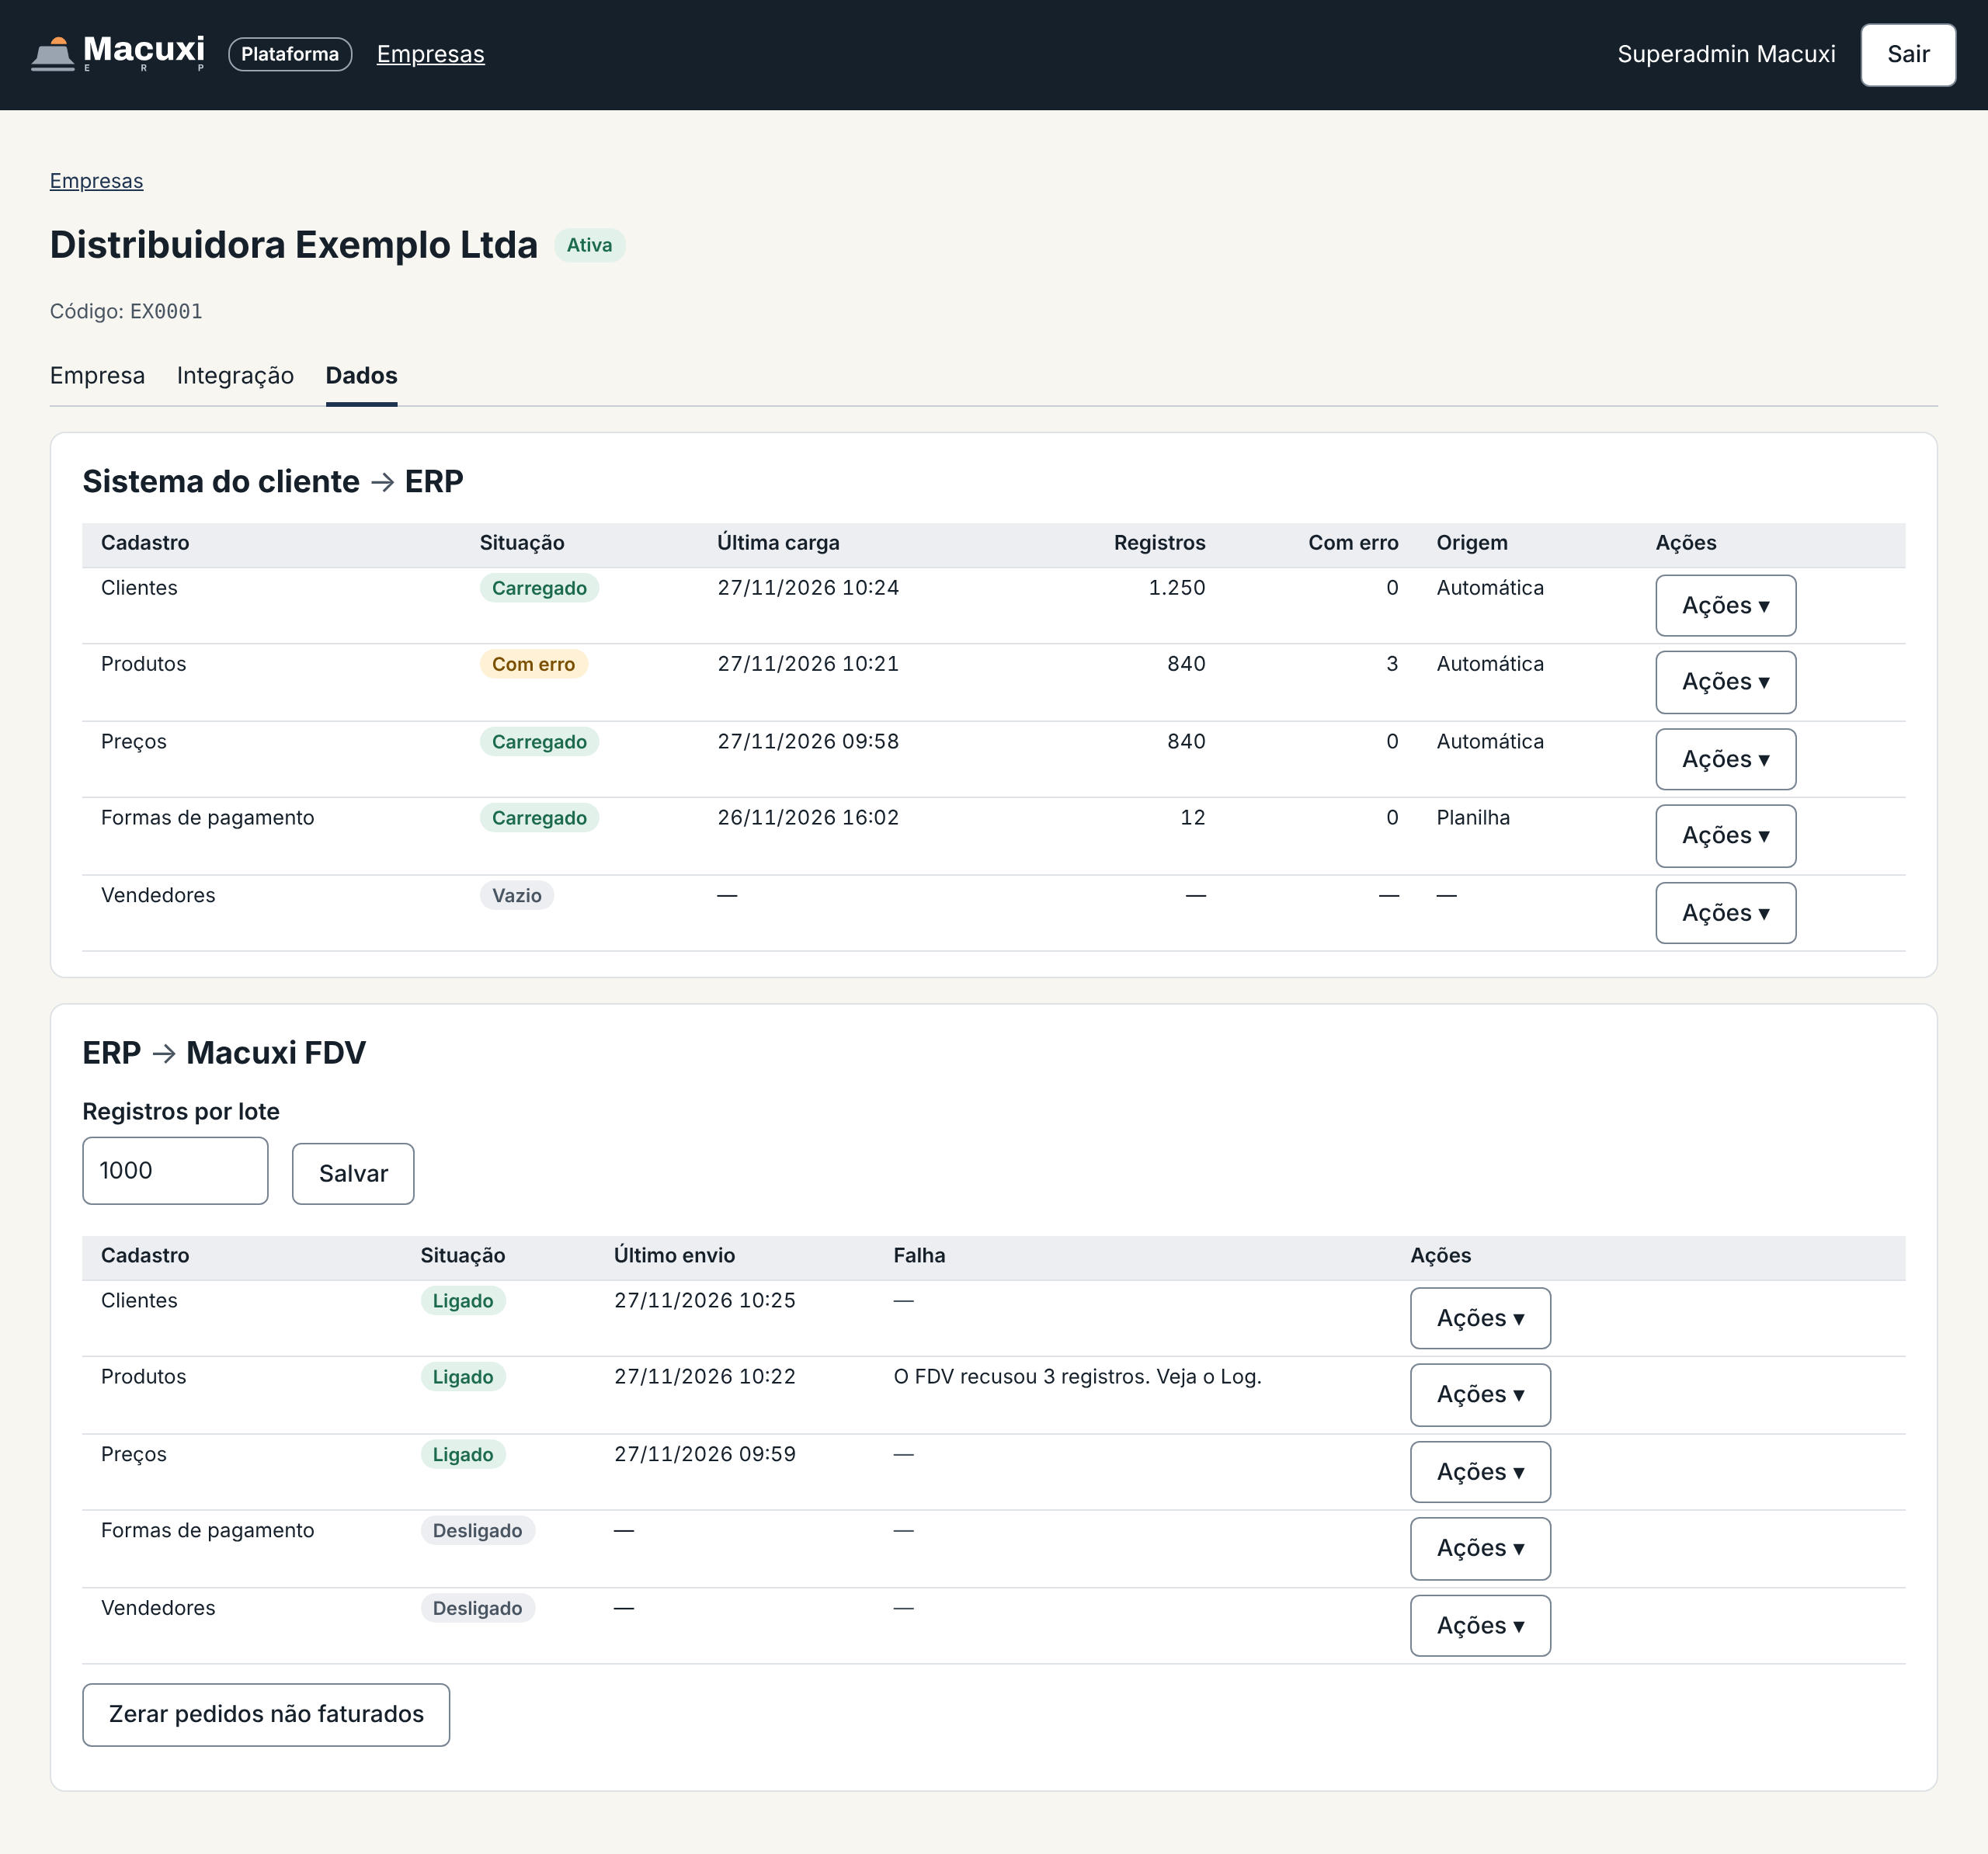 Macuxi
E R P
Plataforma
Empresas
Superadmin Macuxi
Sair
Empresas
Distribuidora Exemplo Ltda
Ativa
Código: EX0001
Empresa Integração Dados
Sistema do cliente → ERP
Cadastro Situação Última carga Registros Com erro Origem Ações
Clientes Carregado 27/11/2026 10:24 1.250 0 Automática Ações ▾
Produtos Com erro 27/11/2026 10:21 840 3 Automática Ações ▾
Preços Carregado 27/11/2026 09:58 840 0 Automática Ações ▾
Formas de pagamento Carregado 26/11/2026 16:02 12 0 Planilha Ações ▾
Vendedores Vazio — — — — Ações ▾
ERP → Macuxi FDV
Registros por lote
1000 Salvar
Cadastro Situação Último envio Falha Ações
Clientes Ligado 27/11/2026 10:25 — Ações ▾
Produtos Ligado 27/11/2026 10:22 O FDV recusou 3 registros. Veja o Log. Ações ▾
Preços Ligado 27/11/2026 09:59 — Ações ▾
Formas de pagamento Desligado — — Ações ▾
Vendedores Desligado — — Ações ▾
Zerar pedidos não faturados